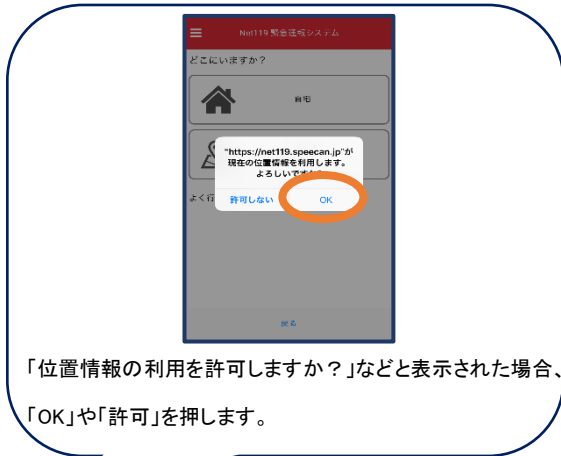 Net119 緊急通報システム
どこにいますか？
自宅
"https://net119.speecan.jp"が
現在の位置情報を利用します。
よろしいですか
よく行
許可しない OK
戻る
「位置情報の利用を許可しますか？」などと表示された場合、
「OK」や「許可」を押します。